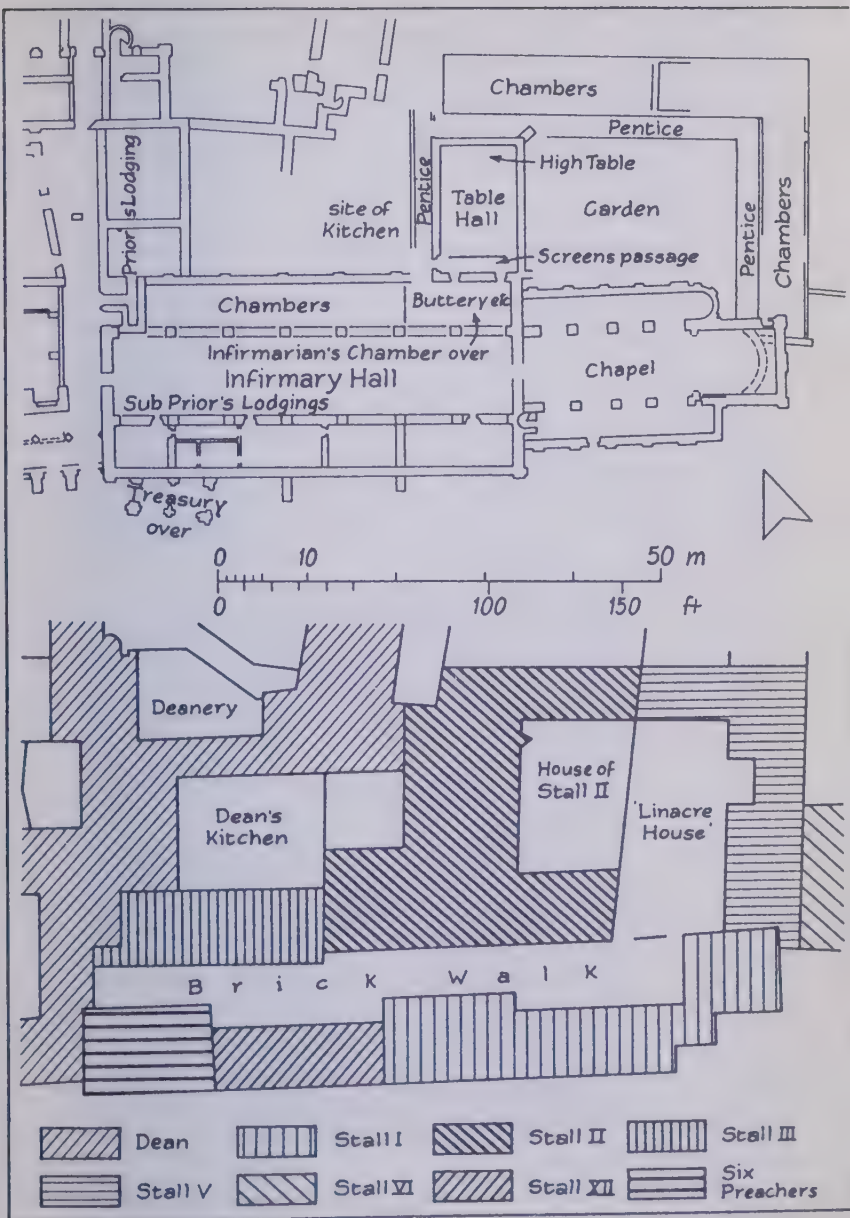 Chambers
Pentice
High Table
Prior's Lodging
Pentice
Table
Hall
Garden
Pentice
Chambers
site of
Kitchen
Screens passage
Chambers
Buttery etc
Infirmarian's Chamber over
Infirmary Hall
Chapel
Sub Prior's Lodgings
Treasury
over
0 10 50 m
0 100 150 ft
Deanery
House of
Stall II
Dean's
Kitchen
'Linacre
House'
Brick Walk
Dean
Stall I
Stall II
Stall III
Stall V
Stall VI
Stall XII
Six
Preachers